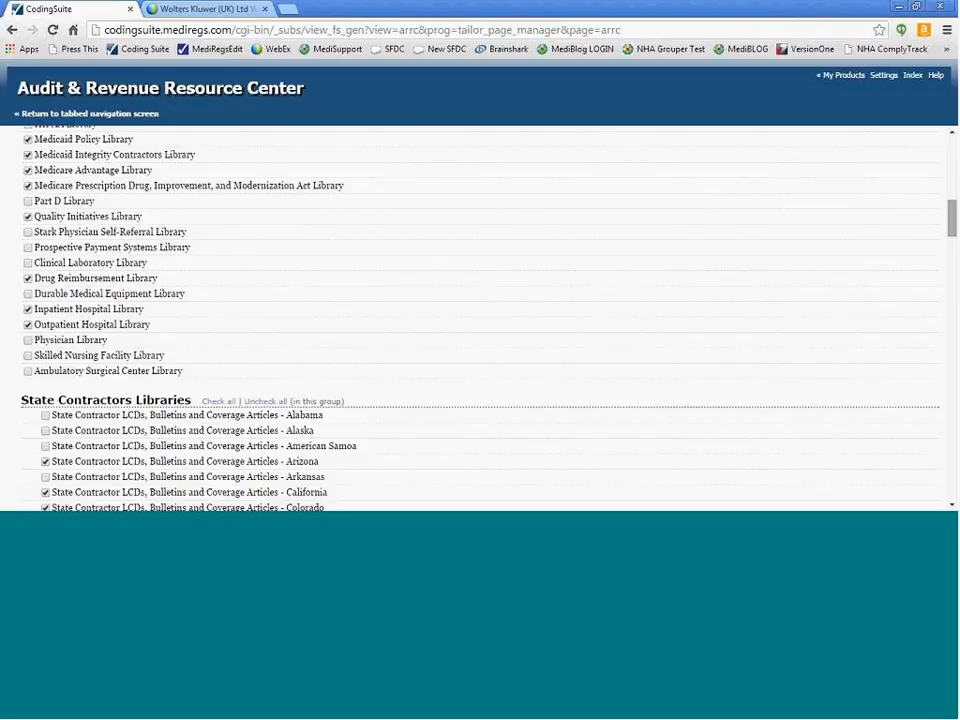 CodingSuite
Wolters Kluwer (UK) Ltd
codingsuite.mediregs.com/cgi-bin/_subs/view_fs_gen?view=arrc&prog=tailor_page_manager&page=arrc
Apps Press This Coding Suite MediRegsEdit WebEx MediSupport SFDC New SFDC Brainshark MediBlog LOGIN NHA Grouper Test MediBLOG VersionOne NHA ComplyTrack »
« My Products Settings Index Help
Audit & Revenue Resource Center
« Return to tabbed navigation screen
Medicaid Policy Library
Medicaid Integrity Contractors Library
Medicare Advantage Library
Medicare Prescription Drug, Improvement, and Modernization Act Library
Part D Library
Quality Initiatives Library
Stark Physician Self-Referral Library
Prospective Payment Systems Library
Clinical Laboratory Library
Drug Reimbursement Library
Durable Medical Equipment Library
Inpatient Hospital Library
Outpatient Hospital Library
Physician Library
Skilled Nursing Facility Library
Ambulatory Surgical Center Library
State Contractors Libraries Check all | Uncheck all (in this group)
State Contractor LCDs, Bulletins and Coverage Articles - Alabama
State Contractor LCDs, Bulletins and Coverage Articles - Alaska
State Contractor LCDs, Bulletins and Coverage Articles - American Samoa
State Contractor LCDs, Bulletins and Coverage Articles - Arizona
State Contractor LCDs, Bulletins and Coverage Articles - Arkansas
State Contractor LCDs, Bulletins and Coverage Articles - California
State Contractor LCDs, Bulletins and Coverage Articles - Colorado